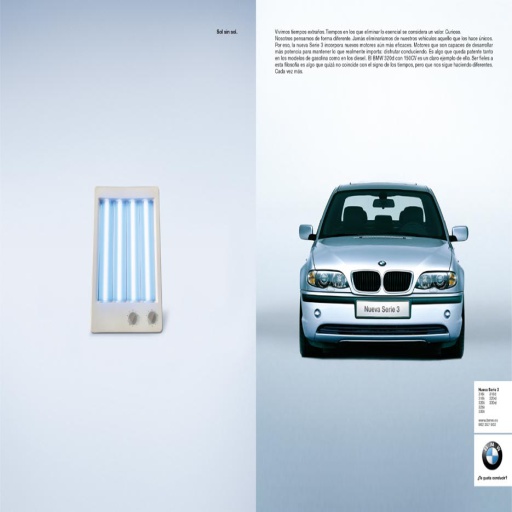 Sol sin sol.
Vivimos tiempos extraños. Tiempos en los que eliminar lo esencial se considera un valor. Curioso.
Nosotros pensamos de forma diferente. Jamás eliminaríamos de nuestros vehículos aquello que los hace únicos.
Por eso, la nueva Serie 3 incorpora nuevos motores aún más eficaces. Motores que son capaces de desarrollar
más potencia para mantener lo que realmente importa: disfrutar conduciendo. Es algo que queda patente tanto
en los modelos de gasolina como en los diesel. El BMW 320d con 150CV es un claro ejemplo de ello. Ser fieles a
esta filosofía es algo que quizá no coincide con el signo de los tiempos, pero que nos sigue haciendo diferentes.
Cada vez más.
Nueva Serie 3
Nueva Serie 3
www.bmw.es
¿Te gusta conducir?